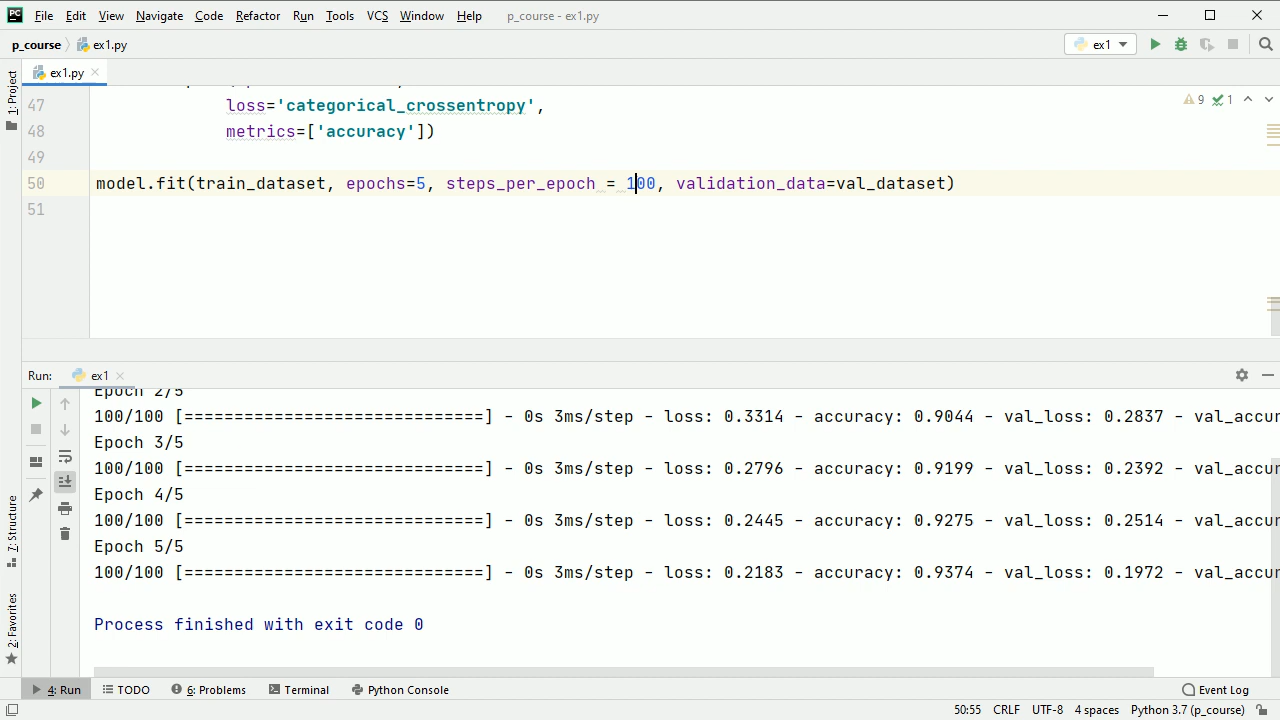 PC File Edit View Navigate Code Refactor Run Tools VCS Window Help p_course - ex1.py
p_course ex1.py ex1
1: Project
ex1.py
47 loss='categorical_crossentropy',
9 1
48 metrics=['accuracy'])
49
50 model.fit(train_dataset, epochs=5, steps_per_epoch = 100, validation_data=val_dataset)
51
Run: ex1
Epoch 2/5
100/100 [==============================] - 0s 3ms/step - loss: 0.3314 - accuracy: 0.9044 - val_loss: 0.2837 - val_accur
Epoch 3/5
100/100 [==============================] - 0s 3ms/step - loss: 0.2796 - accuracy: 0.9199 - val_loss: 0.2392 - val_accur
Epoch 4/5
100/100 [==============================] - 0s 3ms/step - loss: 0.2445 - accuracy: 0.9275 - val_loss: 0.2514 - val_accur
Epoch 5/5
100/100 [==============================] - 0s 3ms/step - loss: 0.2183 - accuracy: 0.9374 - val_loss: 0.1972 - val_accur
Process finished with exit code 0
7: Structure
2: Favorites
4: Run TODO 6: Problems Terminal Python Console Event Log
50:55 CRLF UTF-8 4 spaces Python 3.7 (p_course)